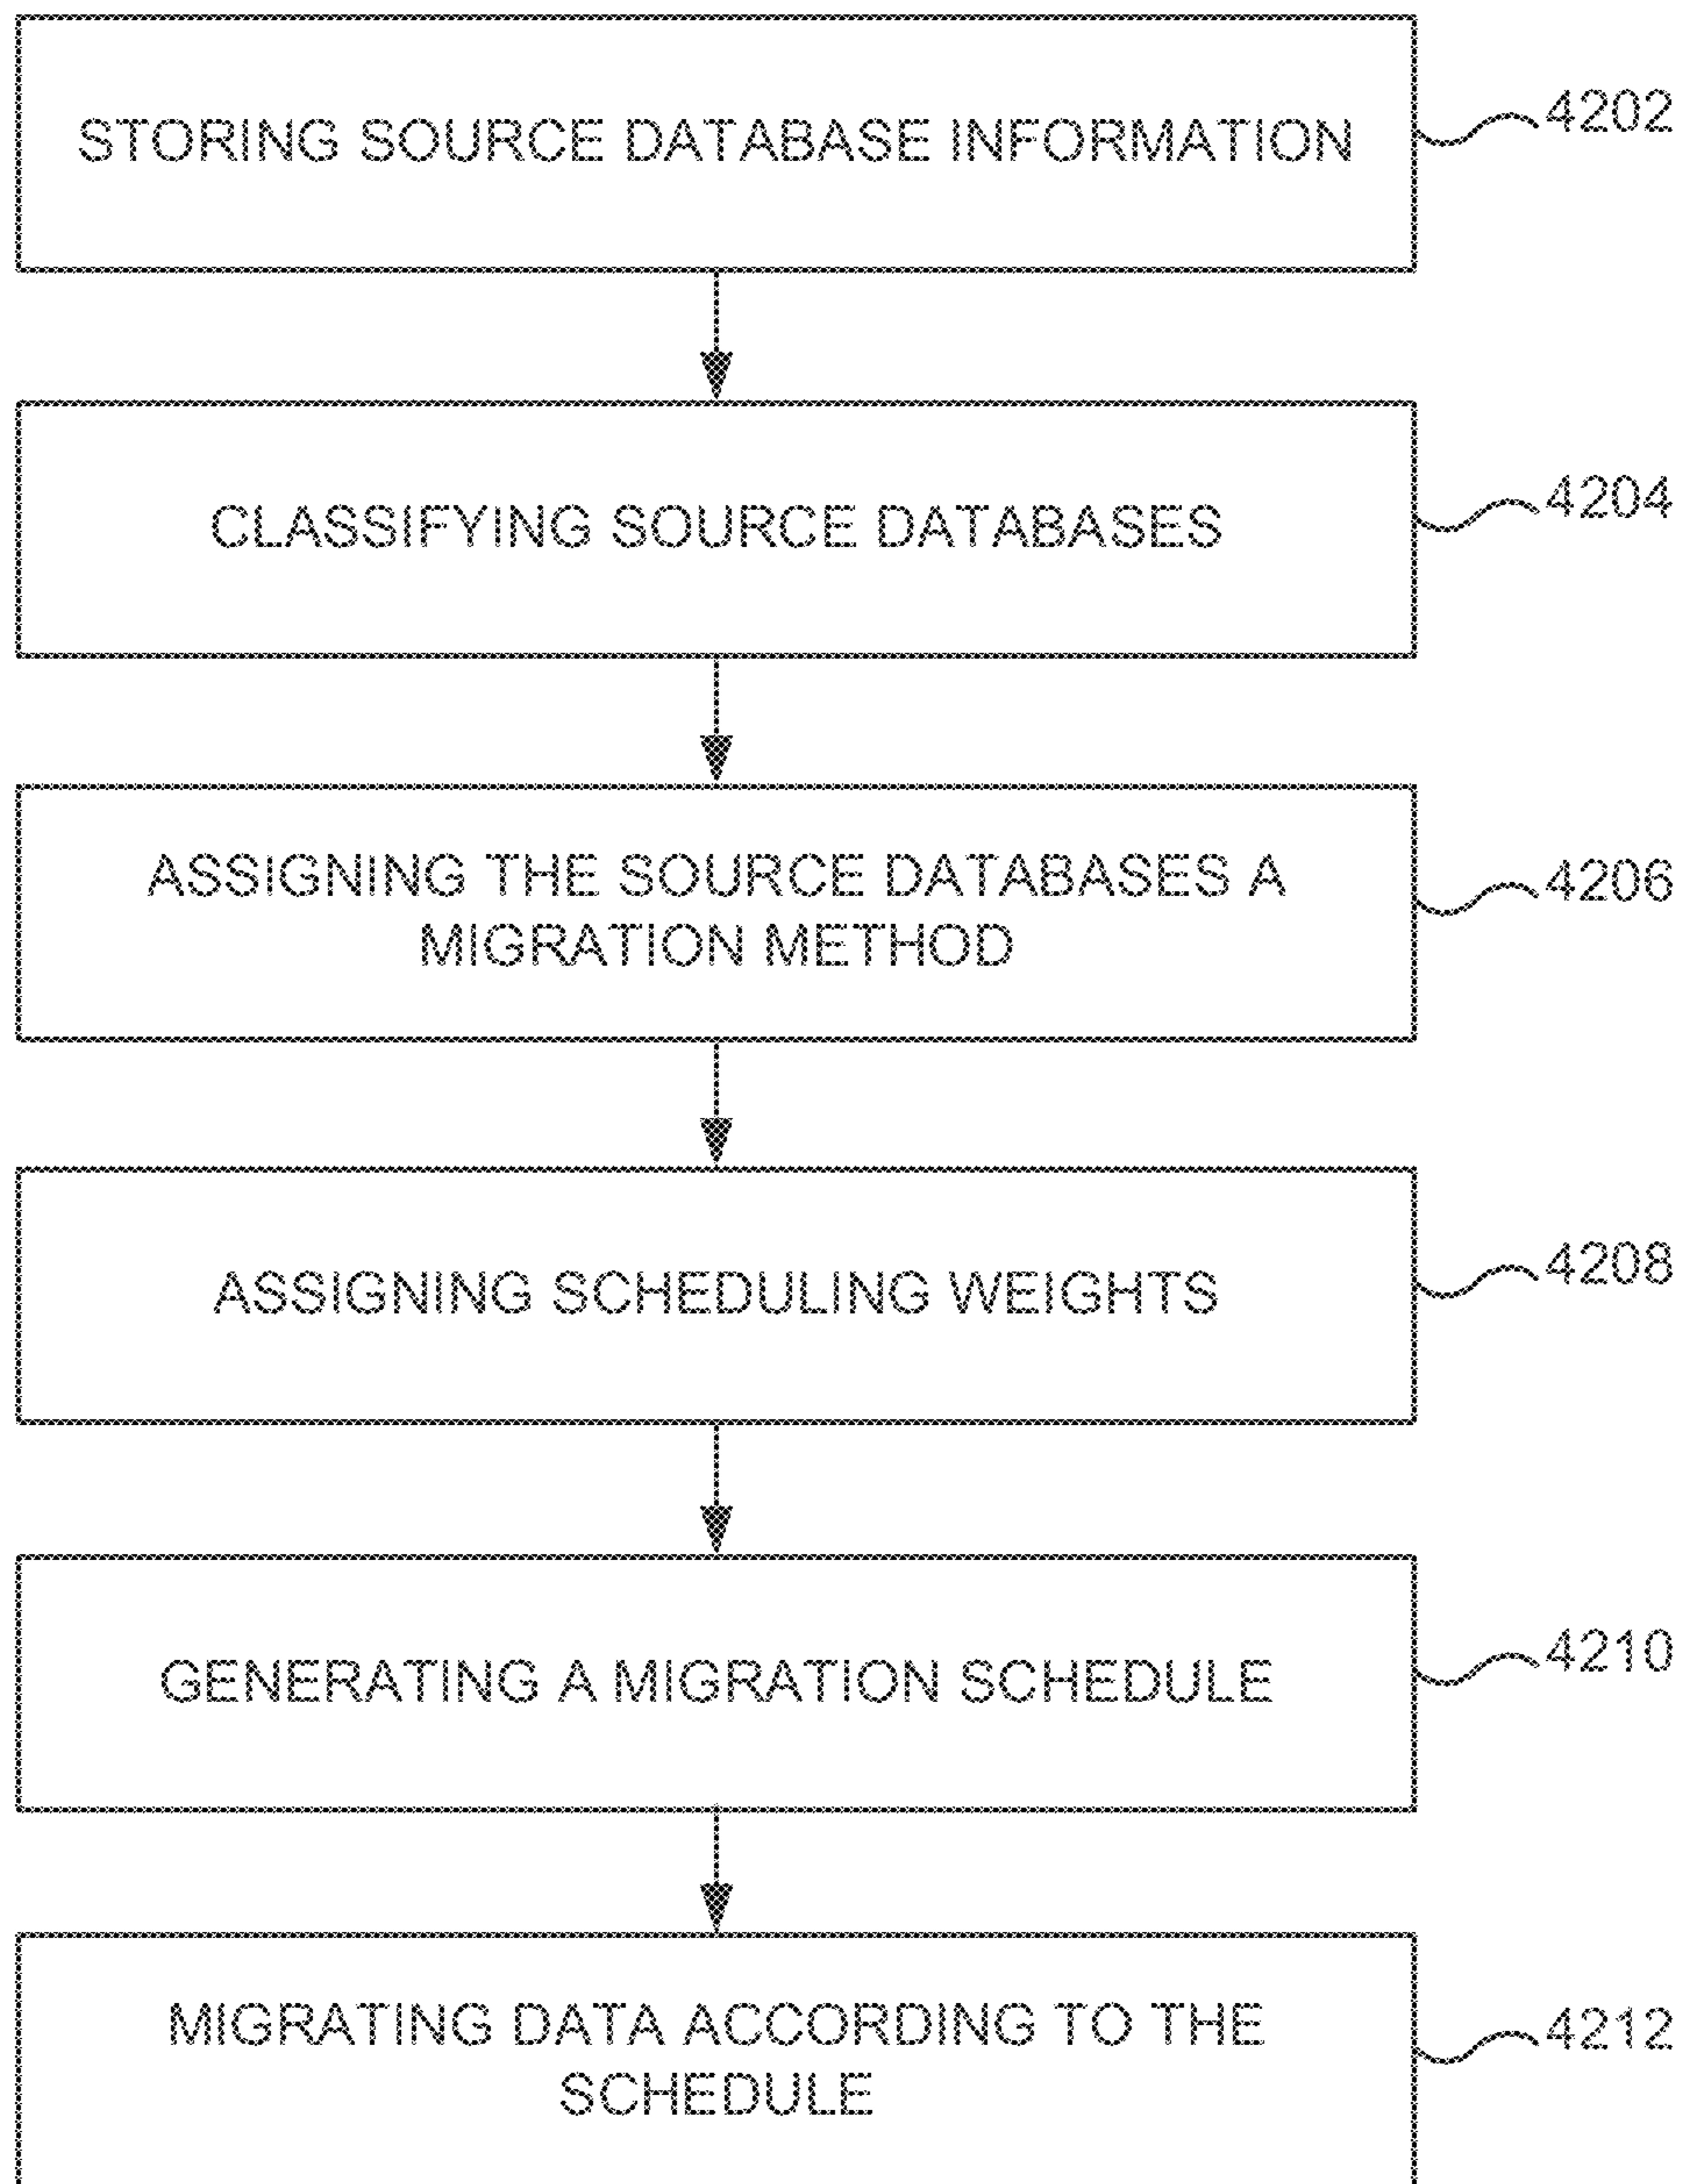 STORING SOURCE DATABASE INFORMATION
4202
CLASSIFYING SOURCE DATABASES
4204
ASSIGNING THE SOURCE DATABASES A
MIGRATION METHOD
4206
ASSIGNING SCHEDULING WEIGHTS
4208
GENERATING A MIGRATION SCHEDULE
4210
MIGRATING DATA ACCORDING TO THE
SCHEDULE
4212